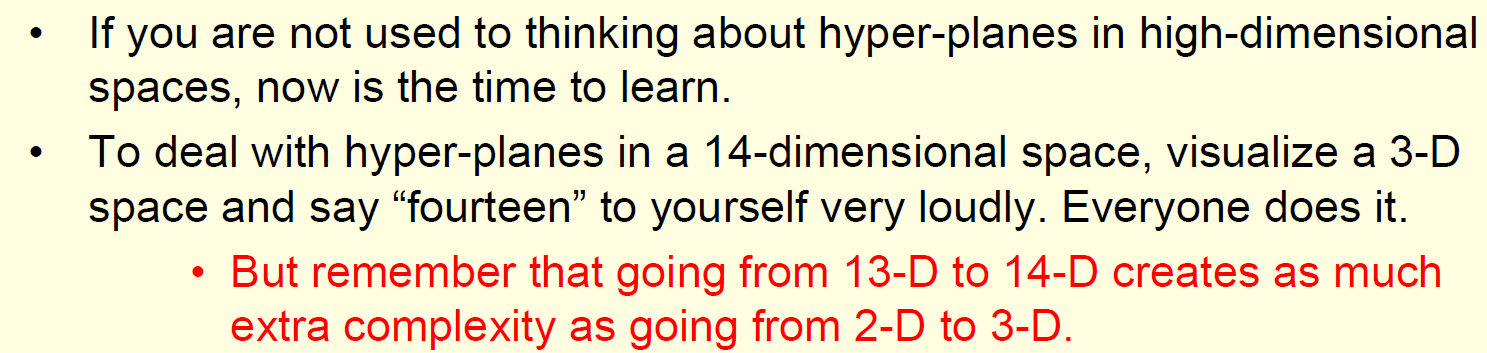 • If you are not used to thinking about hyper-planes in high-dimensional
spaces, now is the time to learn.
• To deal with hyper-planes in a 14-dimensional space, visualize a 3-D
space and say “fourteen” to yourself very loudly. Everyone does it.
• But remember that going from 13-D to 14-D creates as much
extra complexity as going from 2-D to 3-D.